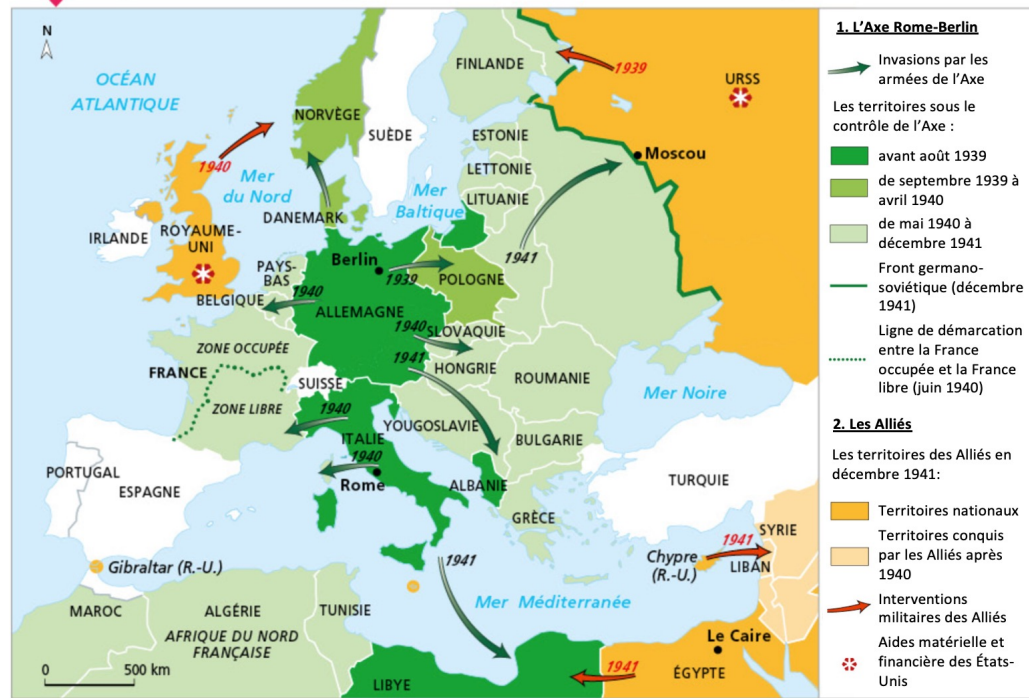 N
OCÉAN
ATLANTIQUE
FINLANDE
1939
URSS
NORVÈGE
SUÈDE
ESTONIE
Moscou
1940
Mer
du Nord
LETTONIE
Mer
Baltique
LITUANIE
DANEMARK
IRLANDE
ROYAUME-
UNI
1941
PAYS-
BAS
Berlin
1939
POLOGNE
BELGIQUE
1940
ALLEMAGNE
1940
SLOVAQUIE
ZONE OCCUPÉE
1941
HONGRIE
FRANCE
SUISSE
ROUMANIE
Mer Noire
ZONE LIBRE
1940
ITALIE
YOUGOSLAVIE
BULGARIE
1940
Rome
PORTUGAL
ESPAGNE
ALBANIE
TURQUIE
GRÈCE
1941
SYRIE
1941
Chypre
(R.-U.)
LIBAN
Gibraltar (R.-U.)
Mer Méditerranée
MAROC
ALGÉRIE
TUNISIE
AFRIQUE DU NORD
FRANÇAISE
Le Caire
0 500 km
LIBYE
1941
ÉGYPTE
1. L'Axe Rome-Berlin
Invasions par les
armées de l'Axe
Les territoires sous le
contrôle de l'Axe :
avant août 1939
de septembre 1939 à
avril 1940
de mai 1940 à
décembre 1941
Front germano-
soviétique (décembre
1941)
Ligne de démarcation
entre la France
occupée et la France
libre (juin 1940)
2. Les Alliés
Les territoires des Alliés en
décembre 1941:
Territoires nationaux
Territoires conquis
par les Alliés après
1940
Interventions
militaires des Alliés
Aides matérielle et
financière des États-
Unis